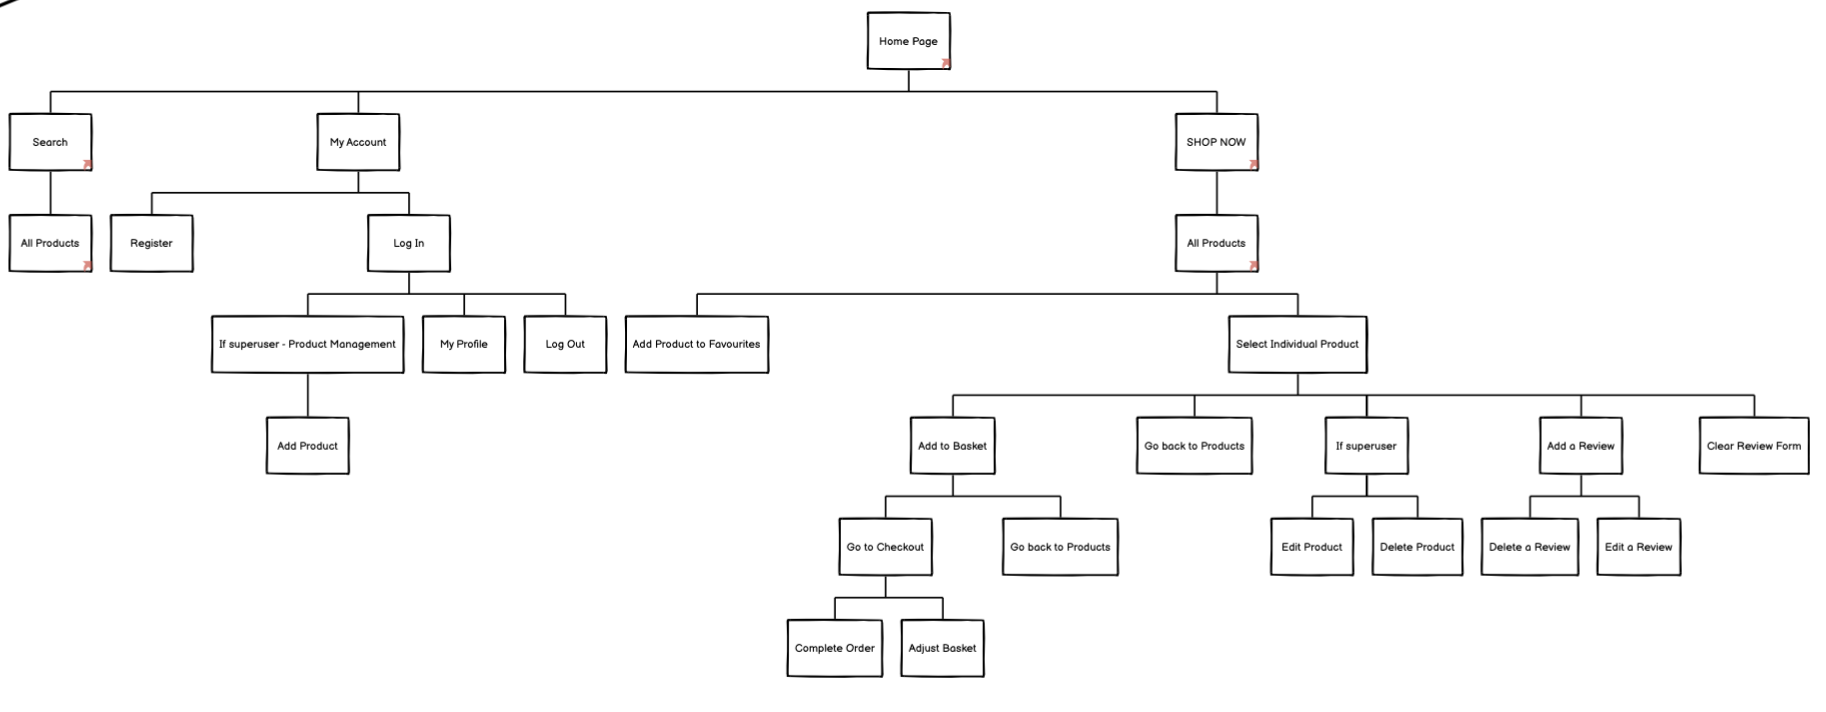 Home Page
Search
My Account
SHOP NOW
All Products
Register
Log In
All Products
If superuser - Product Management
My Profile
Log Out
Add Product to Favourites
Select Individual Product
Add Product
Add to Basket
Go back to Products
If superuser
Add a Review
Clear Review Form
Go to Checkout
Go back to Products
Edit Product
Delete Product
Delete a Review
Edit a Review
Complete Order
Adjust Basket